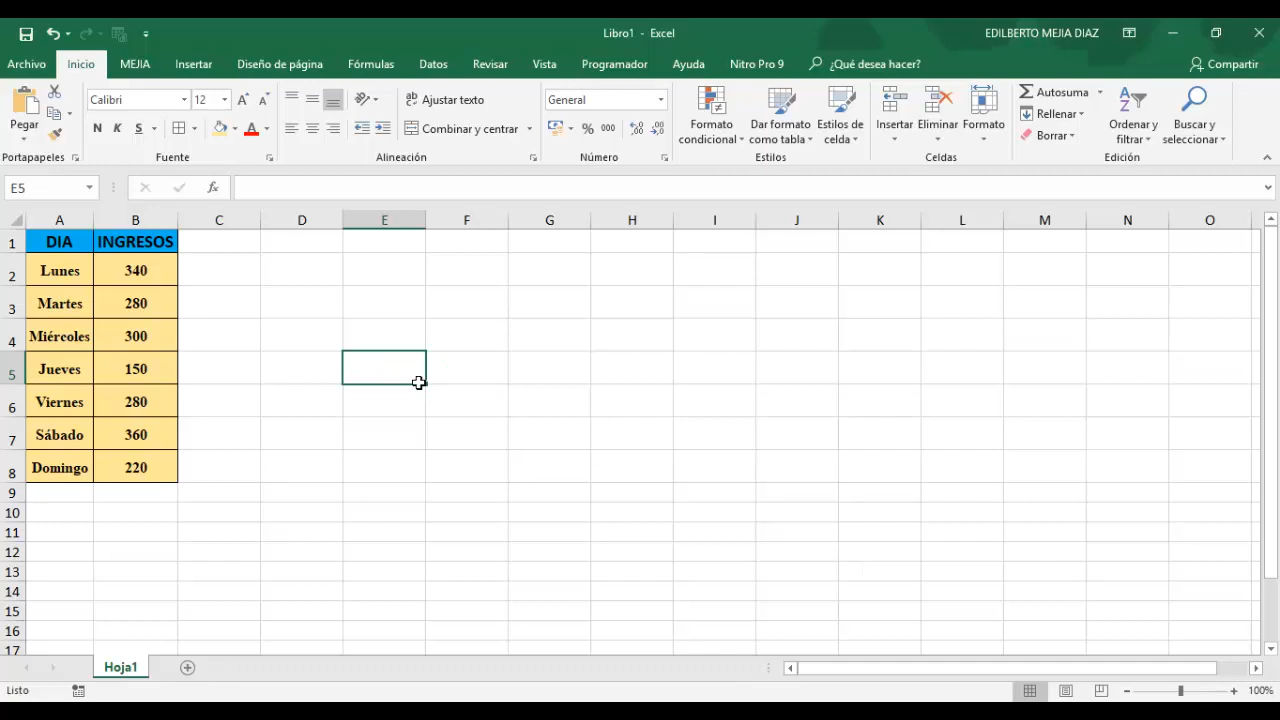 Libro1 - Excel
EDILBERTO MEJIA DIAZ
Archivo Inicio MEJIA Insertar Diseño de página Fórmulas Datos Revisar Vista Programador Ayuda Nitro Pro 9 ¿Qué desea hacer? Compartir
Pegar
Calibri 12
N K S
Ajustar texto
Combinar y centrar
General
% 000
Formato condicional
Dar formato como tabla
Estilos de celda
Insertar
Eliminar
Formato
Autosuma
Rellenar
Borrar
Ordenar y filtrar
Buscar y seleccionar
Portapapeles Fuente Alineación Número Estilos Celdas Edición
E5 fx
A B C D E F G H I J K L M N O
1 DIA INGRESOS
2 Lunes 340
3 Martes 280
4 Miércoles 300
5 Jueves 150
6 Viernes 280
7 Sábado 360
8 Domingo 220
9
10
11
12
13
14
15
16
17
Hoja1
Listo 100%